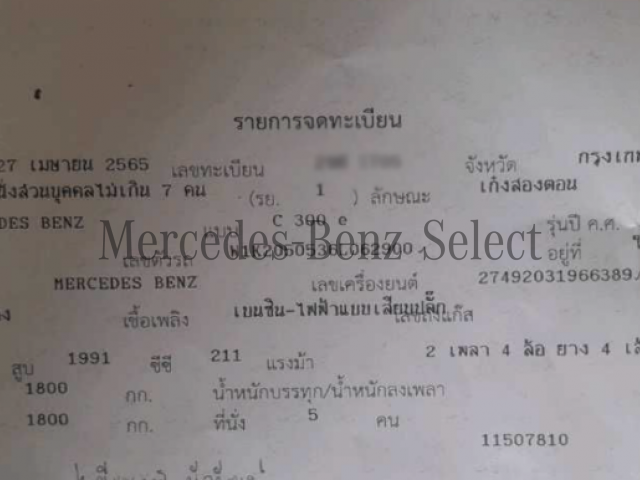 รายการจดทะเบียน
27 เมษายน 2565 เลขทะเบียน จังหวัด กรุงเท
นั่งส่วนบุคคลไม่เกิน 7 คน (รย. 1 ) ลักษณะ เก๋งสองตอน
DES BENZ แบบ C 300 e รุ่นปี ค.ศ.
Mercedes Benz Select
เลขตัวรถ อยู่ที่
MERCEDES BENZ เลขเครื่องยนต์ 27492031966389
เชื้อเพลิง เบนซิน-ไฟฟ้าแบบเสียบปลั๊ก เลขถังแก๊ส
สูบ 1991 ซีซี 211 แรงม้า 2 เพลา 4 ล้อ ยาง 4 เส้
1800 กก. น้ำหนักบรรทุก/น้ำหนักลงเพลา
1800 กก. ที่นั่ง 5 คน
11507810